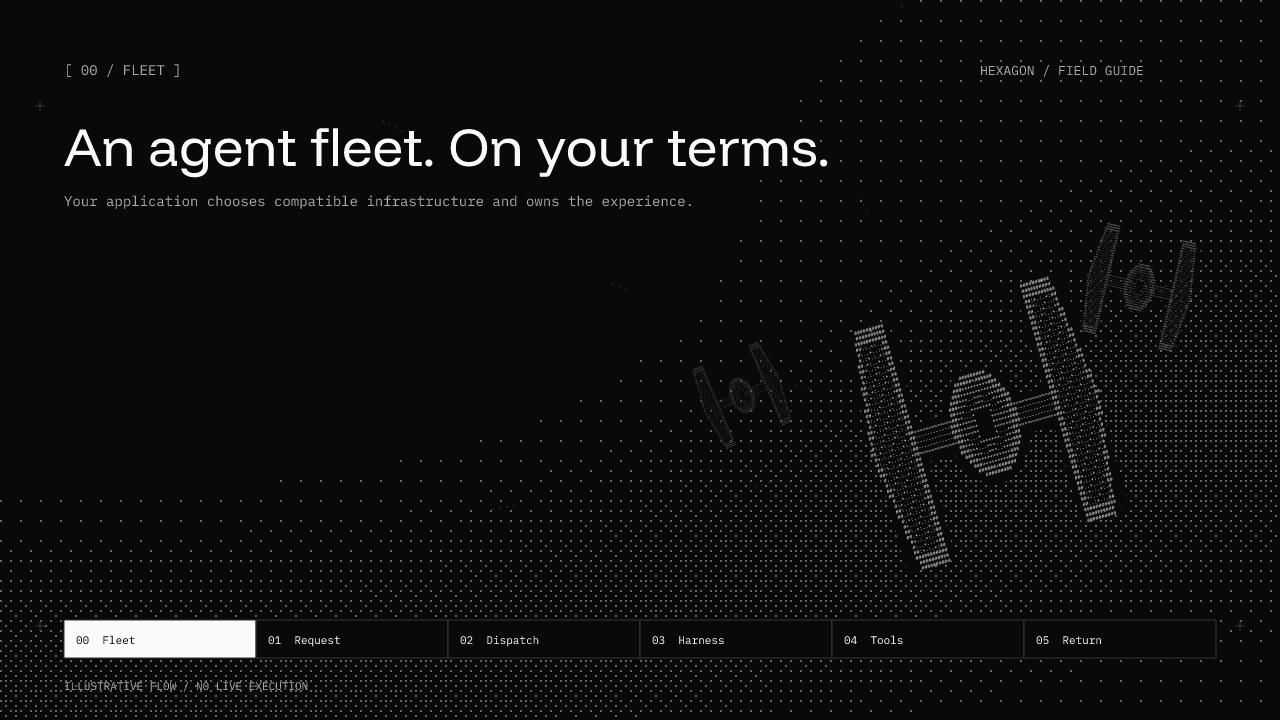 [ 00 / FLEET ]
HEXAGON / FIELD GUIDE
An agent fleet. On your terms.
Your application chooses compatible infrastructure and owns the experience.
00 Fleet
01 Request
02 Dispatch
03 Harness
04 Tools
05 Return
ILLUSTRATIVE FLOW / NO LIVE EXECUTION